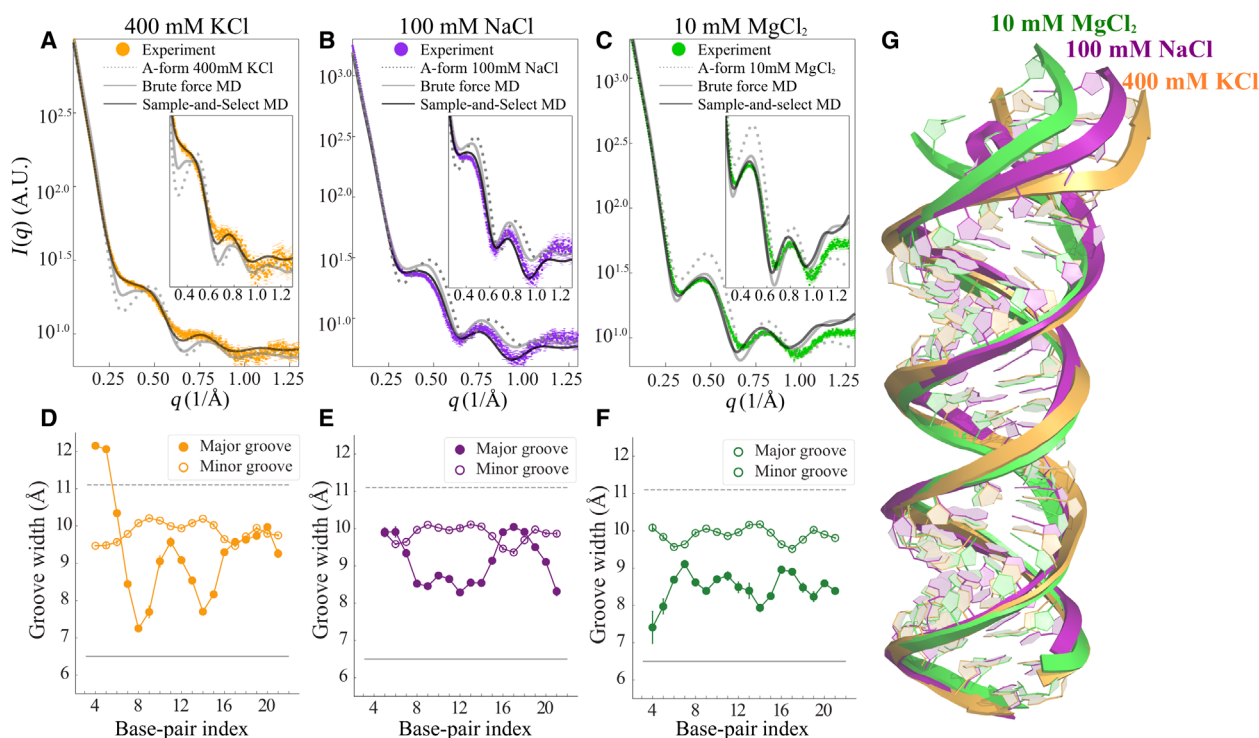 400 mM KCl
100 mM NaCl
10 mM MgCl₂
A
Experiment
A-form 400mM KCl
Brute force MD
Sample-and-Select MD
10^2.5
10^2.0
10^1.5
10^1.0
I(q) (A.U.)
0.4 0.6 0.8 1.0 1.2
0.25 0.50 0.75 1.00 1.25
q (1/Å)
B
Experiment
A-form 100mM NaCl
Brute force MD
Sample-and-Select MD
10^3.0
10^2.5
10^2.0
10^1.5
10^1.0
0.4 0.6 0.8 1.0 1.2
0.25 0.50 0.75 1.00 1.25
q (1/Å)
C
Experiment
A-form 10mM MgCl₂
Brute force MD
Sample-and-select MD
10^3.0
10^2.5
10^2.0
10^1.5
10^1.0
0.4 0.6 0.8 1.0 1.2
0.25 0.50 0.75 1.00 1.25
q (1/Å)
D
Major groove
Minor groove
12
11
10
9
8
7
6
Groove width (Å)
4 8 12 16 20
Base-pair index
E
Major groove
Minor groove
12
11
10
9
8
7
6
Groove width (Å)
4 8 12 16 20
Base-pair index
F
Major groove
Minor groove
12
11
10
9
8
7
6
Groove width (Å)
4 8 12 16 20
Base-pair index
G
10 mM MgCl₂
100 mM NaCl
400 mM KCl